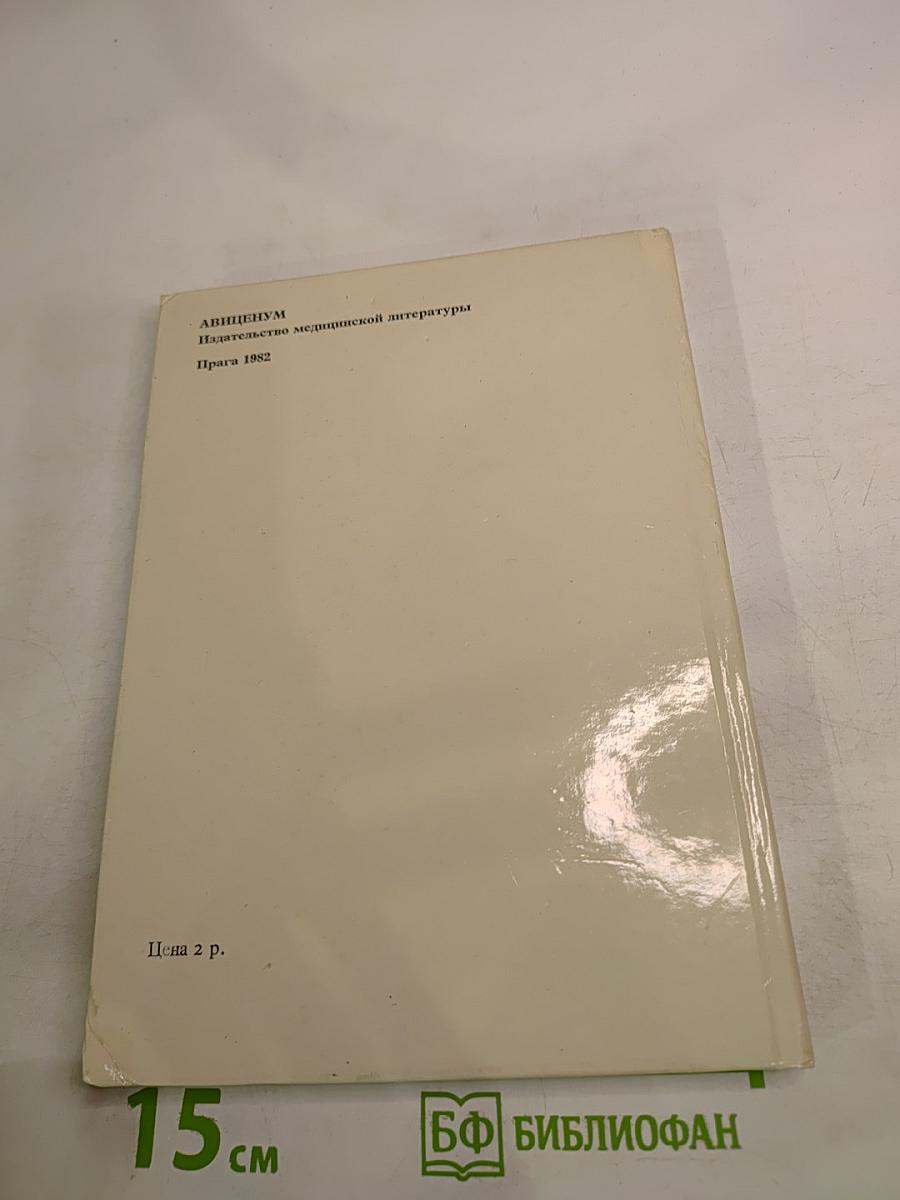 АВИЦЕНУМ
Издательство медицинской литературы
Прага 1982
Цена 2 р.
15 см
БФ БИБЛИОФАН